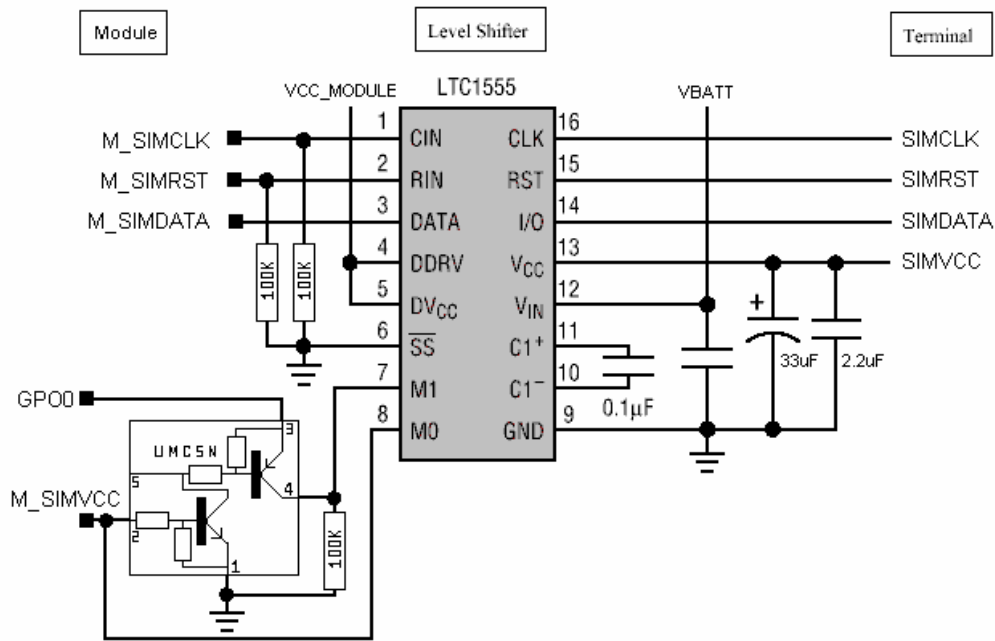 Module
Level Shifter
Terminal
VCC_MODULE
LTC1555
VBATT
M_SIMCLK
1
CIN
CLK
16
SIMCLK
M_SIMRST
2
RIN
RST
15
SIMRST
M_SIMDATA
3
DATA
I/O
14
SIMDATA
4
DDRV
VCC
13
SIMVCC
100K
100K
5
DVCC
VIN
12
+
33uF
2.2uF
6
SS
C1+
11
7
M1
C1−
10
0.1µF
GPO0
8
M0
GND
9
3
UMC5N
5
4
M_SIMVCC
2
1
100K